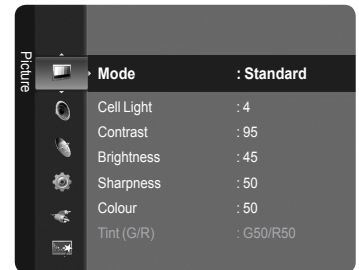 Picture
Mode : Standard
Cell Light : 4
Contrast : 95
Brightness : 45
Sharpness : 50
Colour : 50
Tint (G/R) : G50/R50